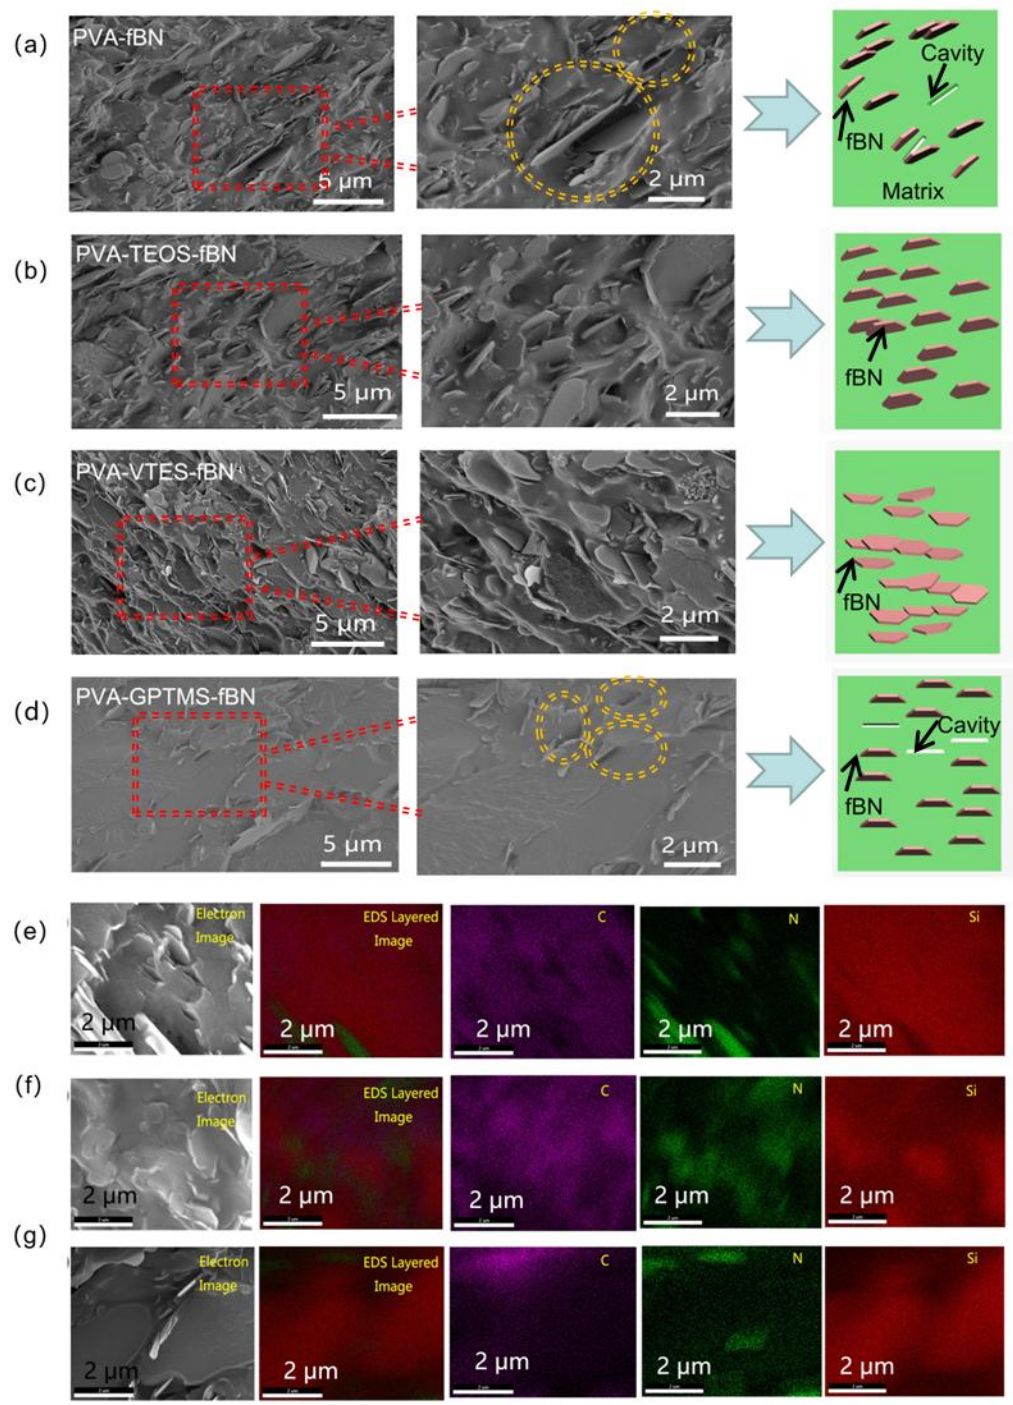 (a) PVA-fBN
5 μm
2 μm
Cavity
fBN
Matrix
(b) PVA-TEOS-fBN
5 μm
2 μm
fBN
(c) PVA-VTES-fBN
5 μm
2 μm
fBN
(d) PVA-GPTMS-fBN
5 μm
2 μm
Cavity
fBN
(e)
Electron
Image
2 μm
EDS Layered
Image
2 μm
C
2 μm
N
2 μm
Si
2 μm
(f)
Electron
Image
2 μm
EDS Layered
Image
2 μm
C
2 μm
N
2 μm
Si
2 μm
(g)
Electron
Image
2 μm
EDS Layered
Image
2 μm
C
2 μm
N
2 μm
Si
2 μm